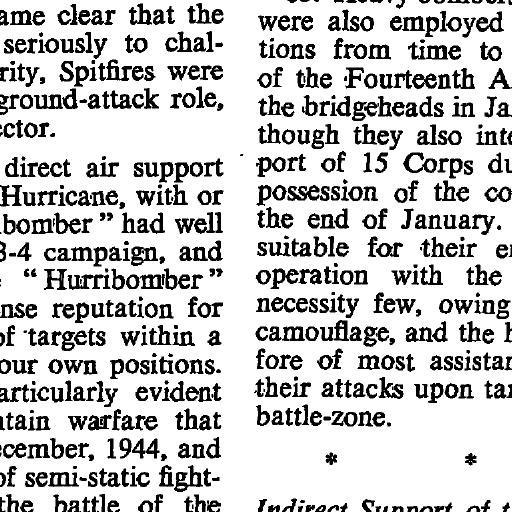 ame clear that the
seriously to chal-
rity, Spitfires were
ground-attack role,
ector.
direct air support
Hurricane, with or
bomber" had well
3-4 campaign, and
"Hurribomber"
nse reputation for
of targets within a
our own positions.
articularly evident
ntain warfare that
ecember, 1944, and
of semi-static fight-
the battle of the
were also employed
tions from time to
of the Fourteenth A
the bridgeheads in Ja
though they also inte
port of 15 Corps du
possession of the co
the end of January.
suitable for their e
operation with the
necessity few, owing
camouflage, and the h
fore of most assistan
their attacks upon tar
battle-zone.
* *
Indirect Support of t